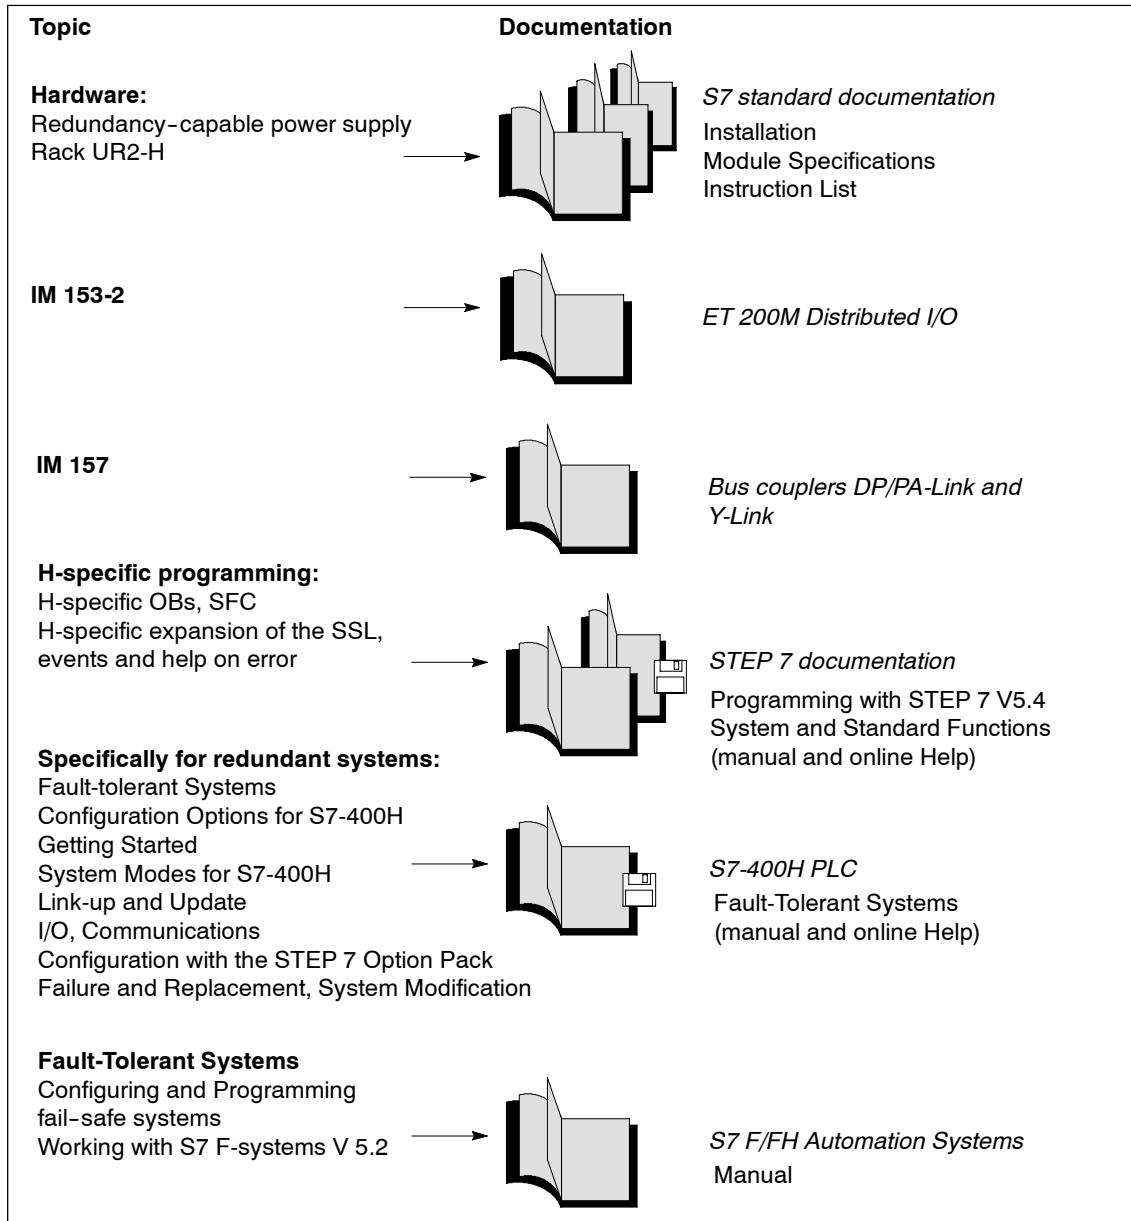 Topic
Documentation
Hardware:
Redundancy-capable power supply
Rack UR2-H
S7 standard documentation
Installation
Module Specifications
Instruction List
IM 153-2
ET 200M Distributed I/O
IM 157
Bus couplers DP/PA-Link and
Y-Link
H-specific programming:
H-specific OBs, SFC
H-specific expansion of the SSL,
events and help on error
STEP 7 documentation
Programming with STEP 7 V5.4
System and Standard Functions
(manual and online Help)
Specifically for redundant systems:
Fault-tolerant Systems
Configuration Options for S7-400H
Getting Started
System Modes for S7-400H
Link-up and Update
I/O, Communications
Configuration with the STEP 7 Option Pack
Failure and Replacement, System Modification
S7-400H PLC
Fault-Tolerant Systems
(manual and online Help)
Fault-Tolerant Systems
Configuring and Programming
fail-safe systems
Working with S7 F-systems V 5.2
S7 F/FH Automation Systems
Manual